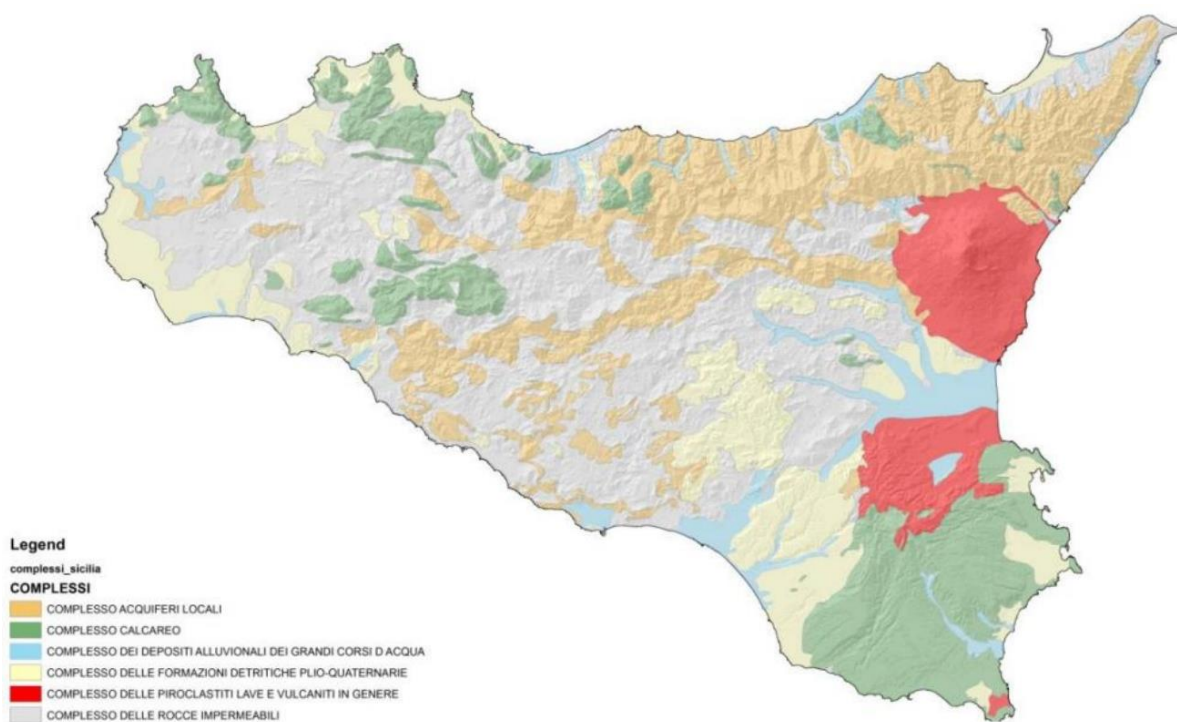 Legend
complessi_sicilia
COMPLESSI
COMPLESSO ACQUIFERI LOCALI
COMPLESSO CALCAREO
COMPLESSO DEI DEPOSITI ALLUVIONALI DEI GRANDI CORSI D ACQUA
COMPLESSO DELLE FORMAZIONI DETRITICHE PLIO-QUATERNARIE
COMPLESSO DELLE PIROCLASTITI LAVE E VULCANITI IN GENERE
COMPLESSO DELLE ROCCE IMPERMEABILI